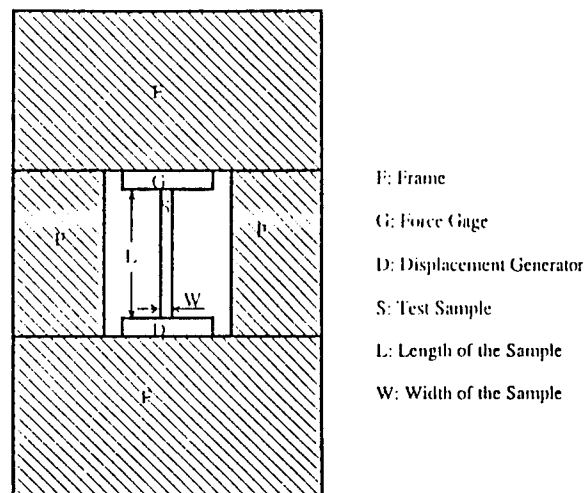 F
G
S
P
P
L
W
D
F
F: Frame
G: Force Gage
D: Displacement Generator
S: Test Sample
L: Length of the Sample
W: Width of the Sample